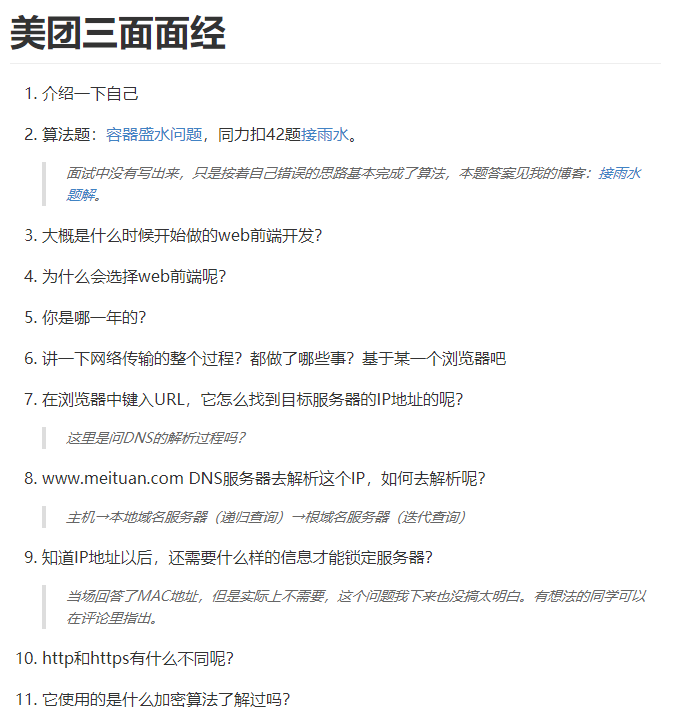 美团三面面经
1. 介绍一下自己
2. 算法题：容器盛水问题，同力扣42题接雨水。
面试中没有写出来，只是按着自己错误的思路基本完成了算法，本题答案见我的博客：接雨水
题解。
3. 大概是什么时候开始做的web前端开发？
4. 为什么会选择web前端呢？
5. 你是哪一年的？
6. 讲一下网络传输的整个过程？都做了哪些事？基于某一个浏览器吧
7. 在浏览器中键入URL，它怎么找到目标服务器的IP地址的呢？
这里是问DNS的解析过程吗？
8. www.meituan.com DNS服务器去解析这个IP，如何去解析呢？
主机→本地域名服务器（递归查询）→根域名服务器（迭代查询）
9. 知道IP地址以后，还需要什么样的信息才能锁定服务器？
当场回答了MAC地址，但是实际上不需要，这个问题我下来也没搞太明白。有想法的同学可以
在评论里指出。
10. http和https有什么不同呢？
11. 它使用的是什么加密算法了解过吗？